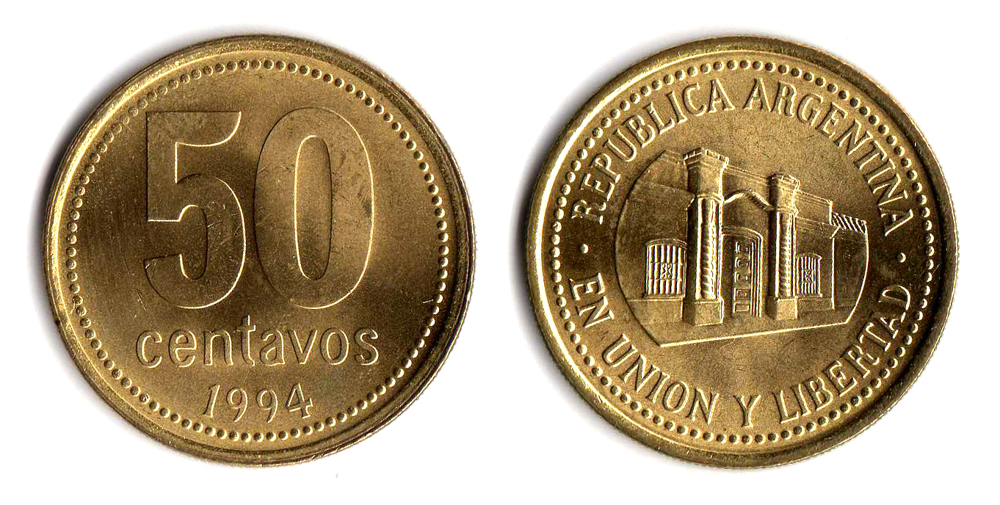 50
centavos
1994
REPUBLICA ARGENTINA
EN UNION Y LIBERTAD